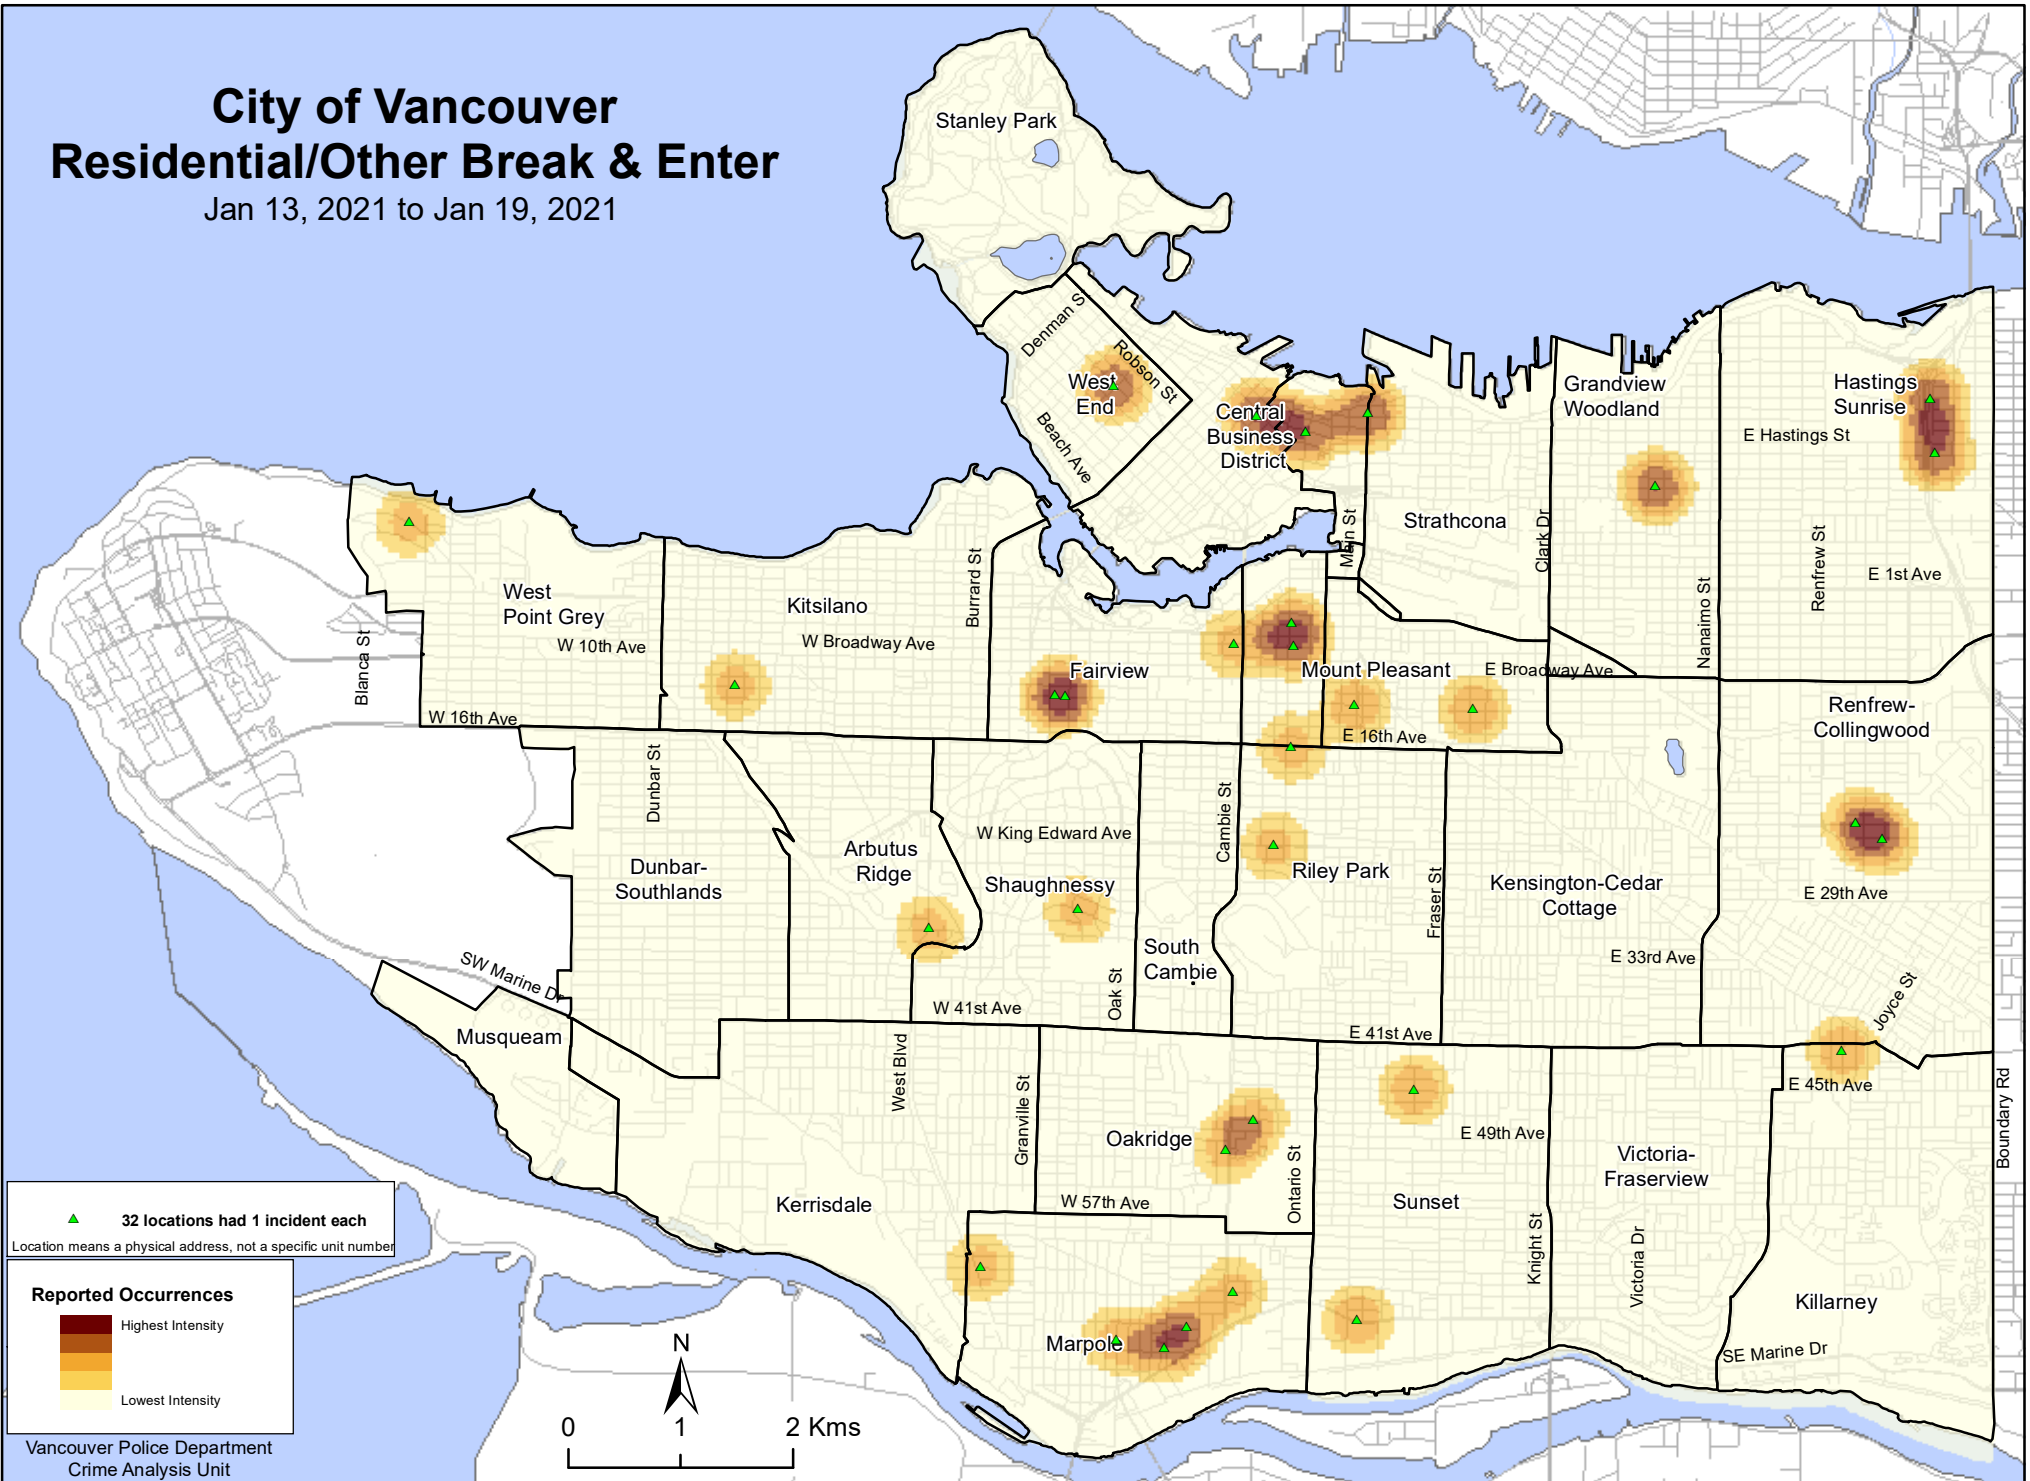 City of Vancouver
Residential/Other Break & Enter
Jan 13, 2021 to Jan 19, 2021
Stanley Park
Denman S
Robson St
West
End
Beach Ave
Central
Business
District
Main St
Strathcona
Clark Dr
Grandview
Woodland
Nanaimo St
Hastings
Sunrise
E Hastings St
Renfrew St
E 1st Ave
West
Point Grey
W 10th Ave
Blanca St
W 16th Ave
Kitsilano
W Broadway Ave
Burrard St
Fairview
Mount Pleasant
E Broadway Ave
E 16th Ave
Renfrew-
Collingwood
E 29th Ave
Dunbar St
Dunbar-
Southlands
Arbutus
Ridge
W King Edward Ave
Shaughnessy
Cambie St
Riley Park
Fraser St
Kensington-Cedar
Cottage
E 33rd Ave
South
Cambie
Oak St
W 41st Ave
E 41st Ave
Joyce St
SW Marine Dr
Musqueam
West Blvd
Granville St
Oakridge
Ontario St
W 57th Ave
E 49th Ave
Sunset
Knight St
Victoria-
Fraserview
Victoria Dr
E 45th Ave
Boundary Rd
Kerrisdale
Marpole
Killarney
SE Marine Dr
32 locations had 1 incident each
Location means a physical address, not a specific unit number
Reported Occurrences
Highest Intensity
Lowest Intensity
Vancouver Police Department
Crime Analysis Unit
N
0 1 2 Kms